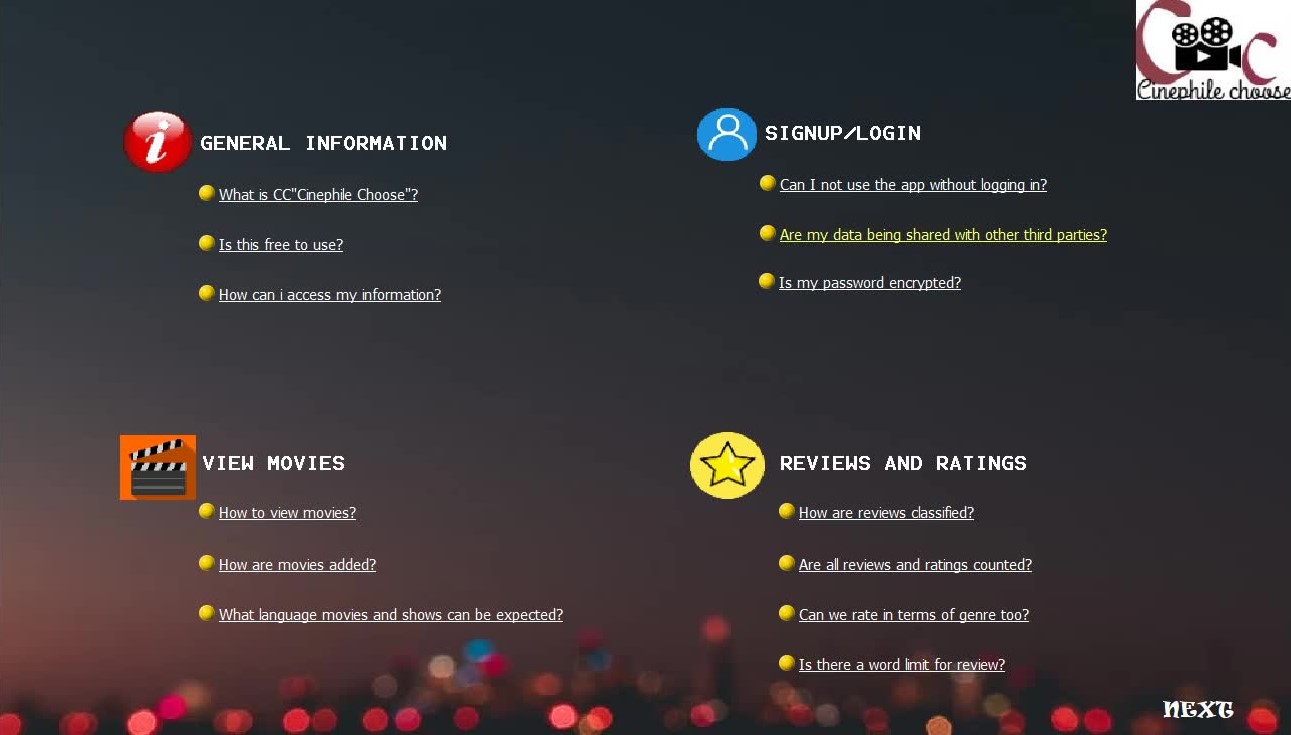 Cinephile choose
GENERAL INFORMATION
What is CC"Cinephile Choose"?
Is this free to use?
How can i access my information?
SIGNUP/LOGIN
Can I not use the app without logging in?
Are my data being shared with other third parties?
Is my password encrypted?
VIEW MOVIES
How to view movies?
How are movies added?
What language movies and shows can be expected?
REVIEWS AND RATINGS
How are reviews classified?
Are all reviews and ratings counted?
Can we rate in terms of genre too?
Is there a word limit for review?
NEXT